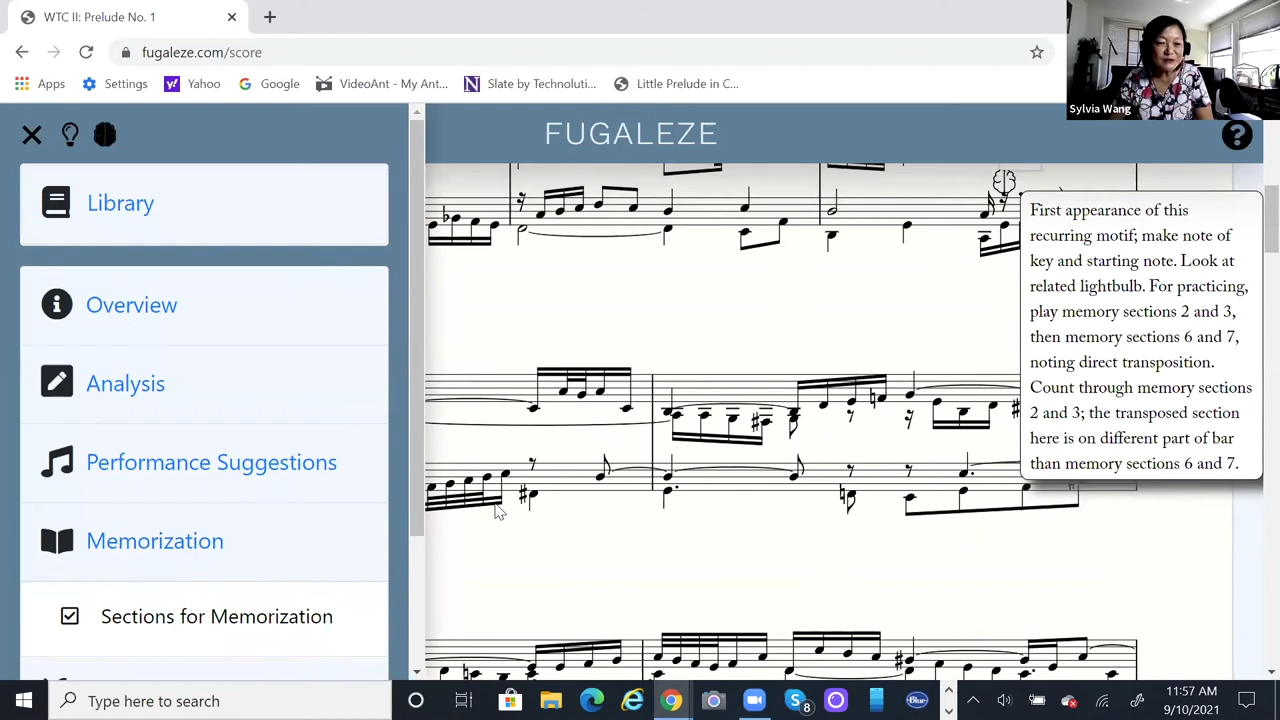 WTC II: Prelude No. 1
fugaleze.com/score
Apps
Settings
Yahoo
Google
VideoAnt - My Ant...
Slate by Technoluti...
Little Prelude in C...
Sylvia Wang
FUGALEZE
Library
Overview
Analysis
Performance Suggestions
Memorization
Sections for Memorization
First appearance of this
recurring motif; make note of
key and starting note. Look at
related lightbulb. For practicing,
play memory sections 2 and 3,
then memory sections 6 and 7,
noting direct transposition.
Count through memory sections
2 and 3; the transposed section
here is on different part of bar
than memory sections 6 and 7.
Type here to search
8
Blue
11:57 AM
9/10/2021